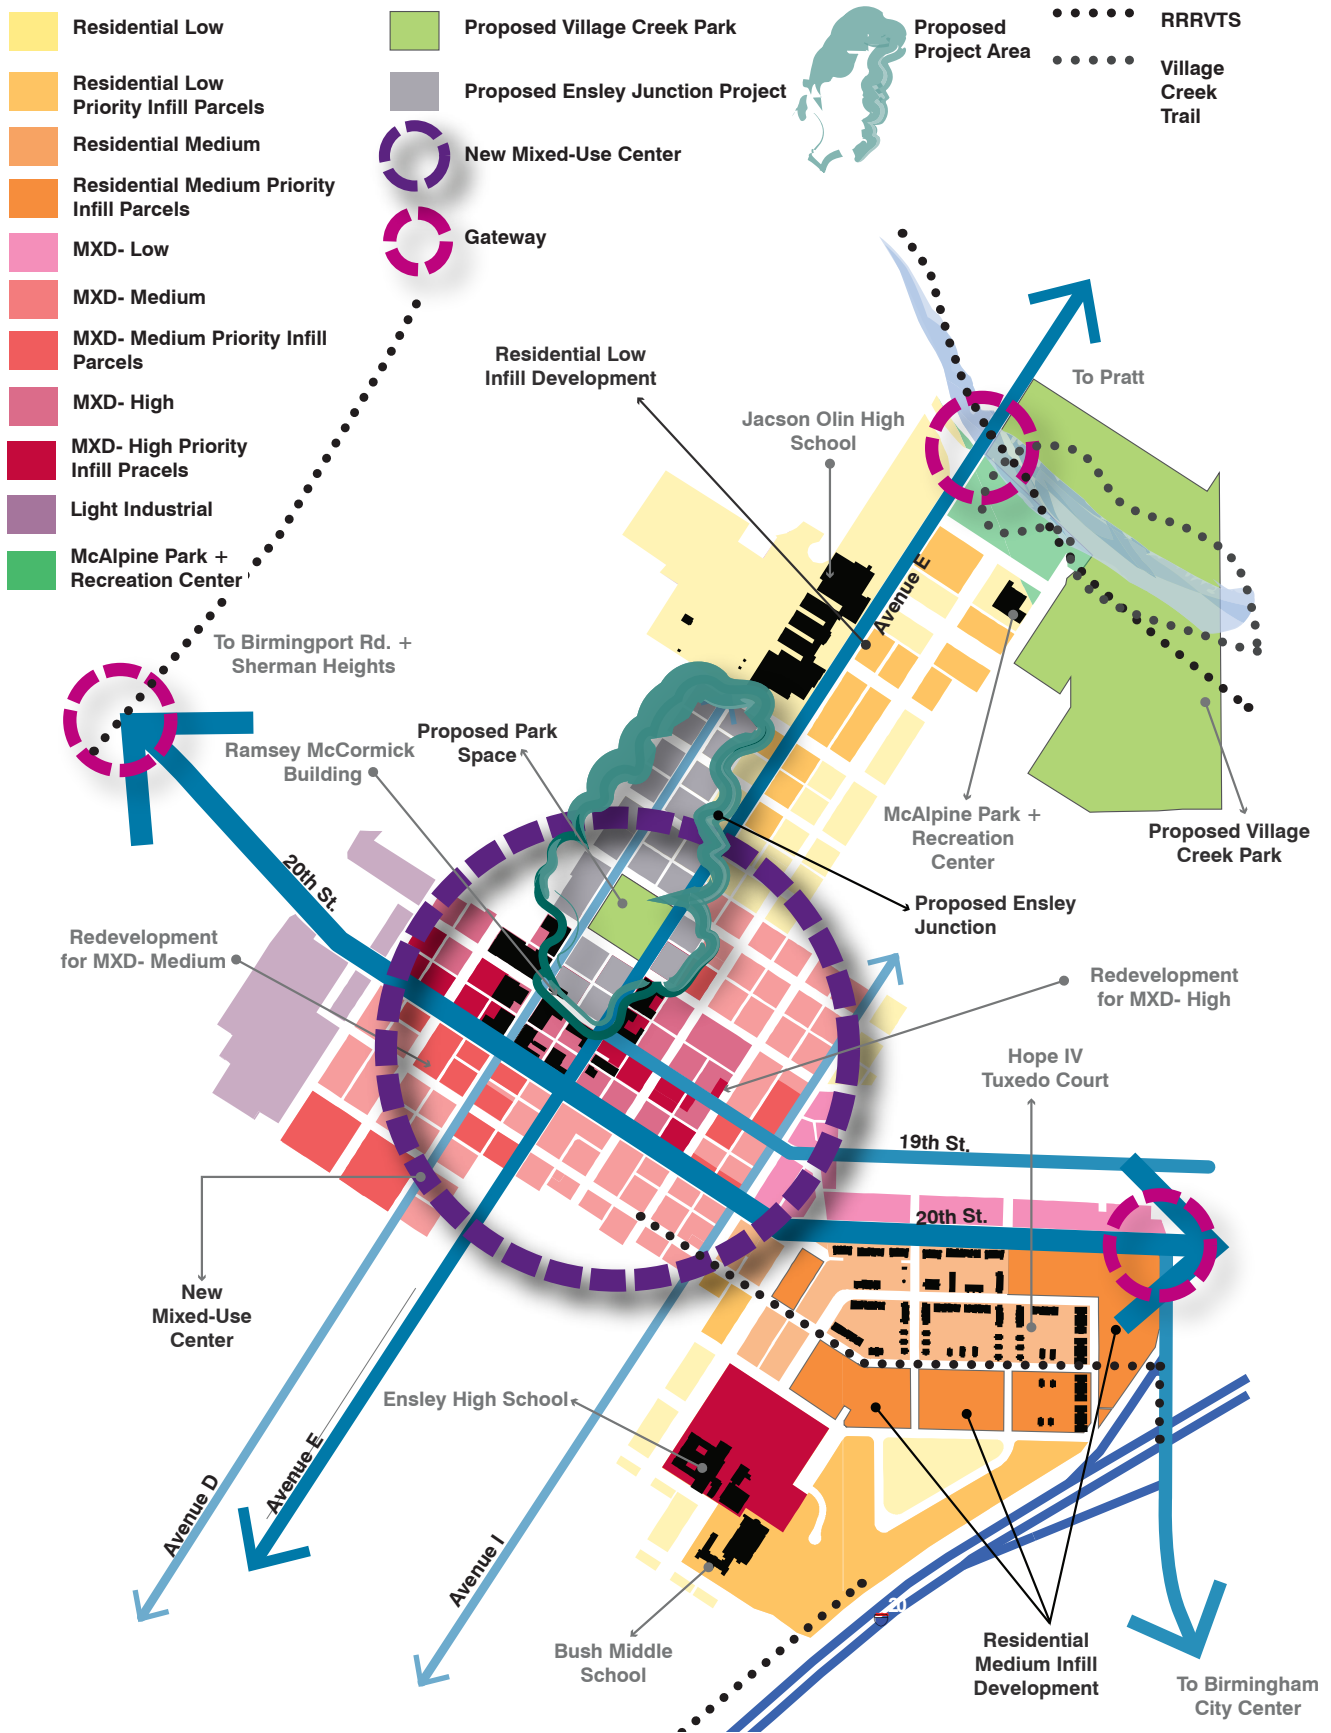 Residential Low
Residential Low
Priority Infill Parcels
Residential Medium
Residential Medium Priority
Infill Parcels
MXD- Low
MXD- Medium
MXD- Medium Priority Infill
Parcels
MXD- High
MXD- High Priority
Infill Pracels
Light Industrial
McAlpine Park +
Recreation Center
Proposed Village Creek Park
Proposed Ensley Junction Project
New Mixed-Use Center
Gateway
Proposed
Project Area
RRRVTS
Village
Creek
Trail
Residential Low
Infill Development
To Pratt
Jacson Olin High
School
Avenue E
To Birmingport Rd. +
Sherman Heights
Proposed Park
Space
Ramsey McCormick
Building
McAlpine Park +
Recreation
Center
Proposed Village
Creek Park
20th St.
Proposed Ensley
Junction
Redevelopment
for MXD- Medium
Redevelopment
for MXD- High
Hope IV
Tuxedo Court
19th St.
20th St.
New
Mixed-Use
Center
Ensley High School
Avenue D
Avenue E
Avenue I
20
Bush Middle
School
Residential
Medium Infill
Development
To Birmingham
City Center